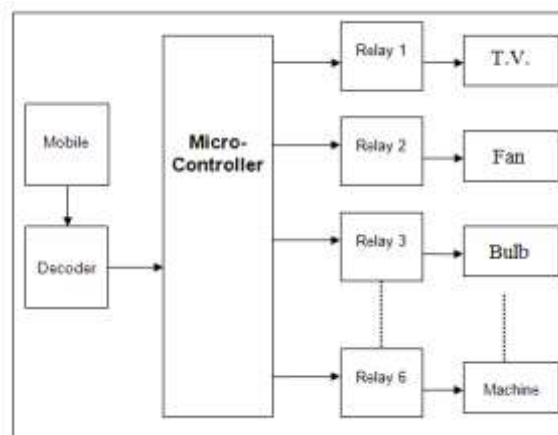 Relay 1
T.V.
Mobile
Micro-
Controller
Relay 2
Fan
Decoder
Relay 3
Bulb
Relay 6
Machine